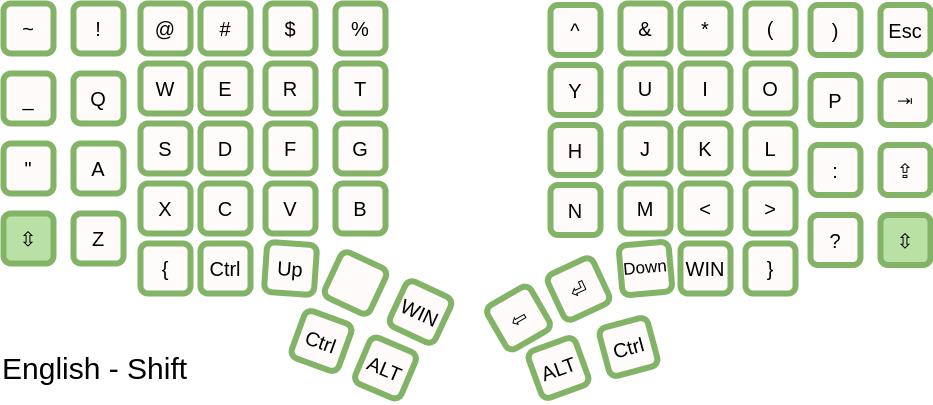 ~ ! @ # $ % ^ & * ( ) Esc
_ Q W E R T Y U I O P ⇥
" A S D F G H J K L : ⇪
⇳ Z X C V B N M < > ? ⇳
{ Ctrl Up WIN ⇦ ⏎ Down WIN }
Ctrl ALT ALT Ctrl
English - Shift